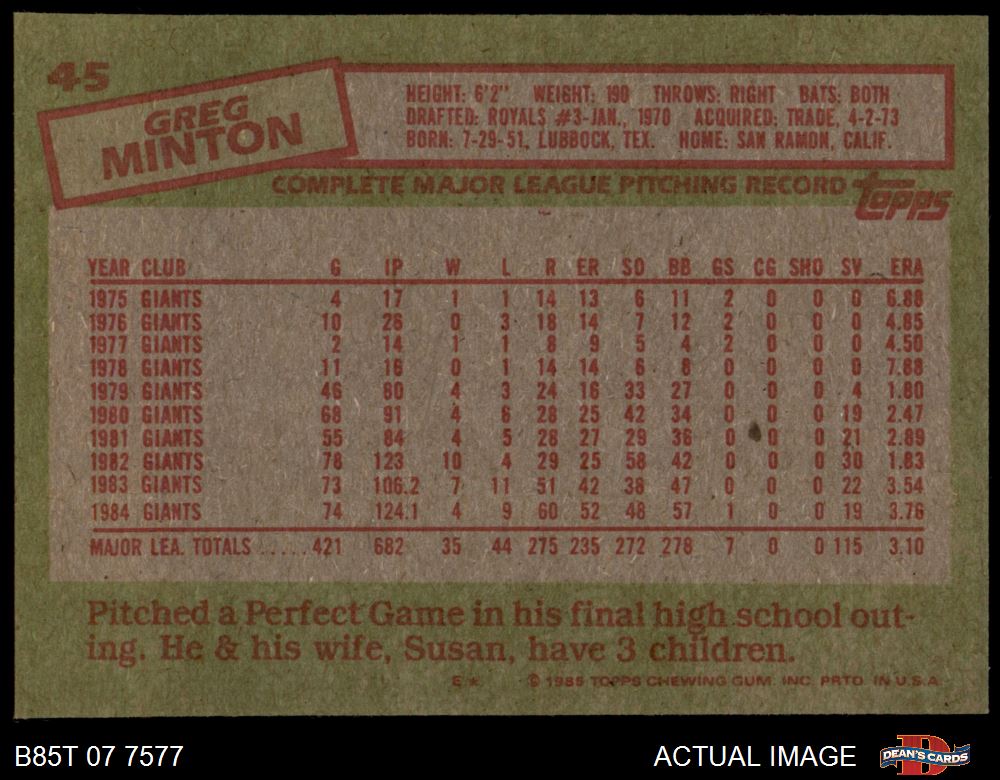 45
GREG
MINTON
HEIGHT: 6'2" WEIGHT: 190 THROWS: RIGHT BATS: BOTH
DRAFTED: ROYALS #3-JAN., 1970 ACQUIRED: TRADE, 4-2-73
BORN: 7-29-51, LUBBOCK, TEX. HOME: SAN RAMON, CALIF.
COMPLETE MAJOR LEAGUE PITCHING RECORD topps
YEAR CLUB G IP W L R ER SO BB GS CG SHO SV ERA
1975 GIANTS 4 17 1 1 14 13 6 11 2 0 0 0 6.88
1976 GIANTS 10 26 0 3 18 14 7 12 2 0 0 0 4.85
1977 GIANTS 2 14 1 1 8 9 5 4 2 0 0 0 4.50
1978 GIANTS 11 16 0 1 14 14 6 8 0 0 0 0 7.88
1979 GIANTS 46 80 4 3 24 16 33 27 0 0 0 4 1.80
1980 GIANTS 68 91 4 6 28 25 42 34 0 0 0 19 2.47
1981 GIANTS 55 84 4 5 28 27 29 36 0 0 0 21 2.89
1982 GIANTS 78 123 10 4 29 25 58 42 0 0 0 30 1.83
1983 GIANTS 73 106.2 7 11 51 42 38 47 0 0 0 22 3.54
1984 GIANTS 74 124.1 4 9 60 52 48 57 1 0 0 19 3.76
MAJOR LEA. TOTALS ..... 421 682 35 44 275 235 272 278 7 0 0 115 3.10
Pitched a Perfect Game in his final high school out-
ing. He & his wife, Susan, have 3 children.
E* © 1985 TOPPS CHEWING GUM, INC. PRTD. IN U.S.A.
B85T 07 7577 ACTUAL IMAGE DEAN'S CARDS